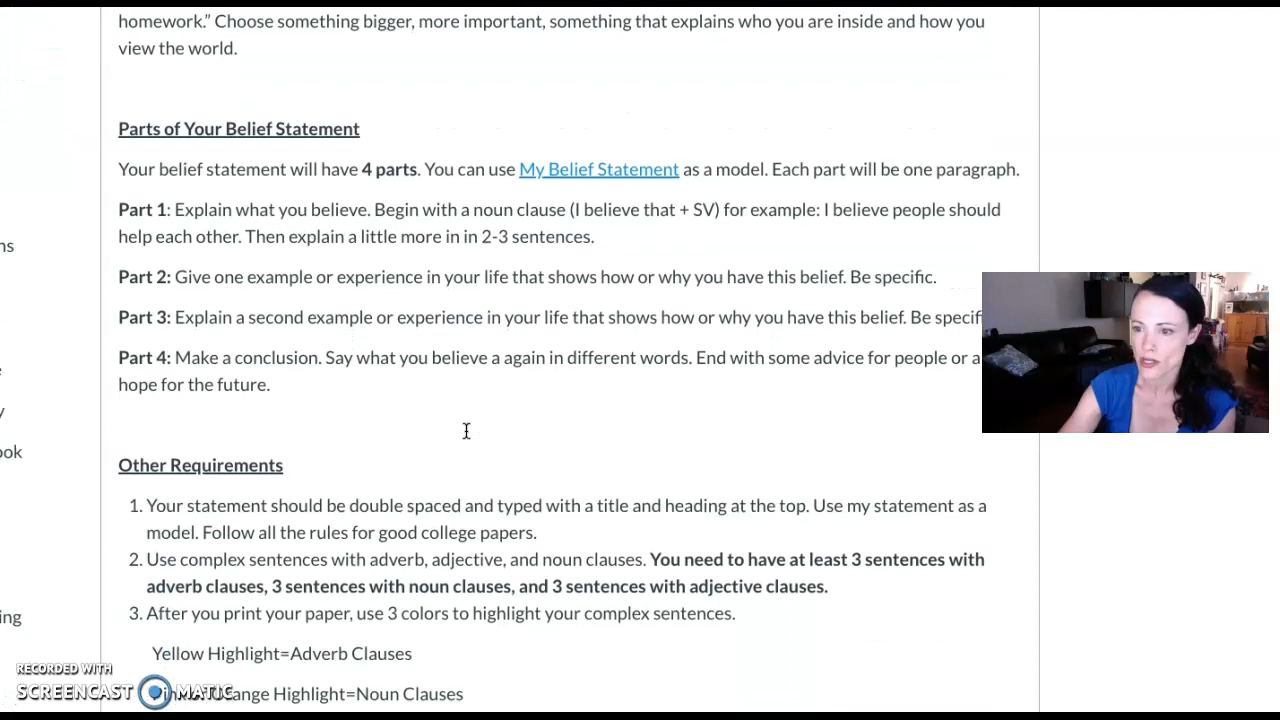 homework.” Choose something bigger, more important, something that explains who you are inside and how you
view the world.
Parts of Your Belief Statement
Your belief statement will have 4 parts. You can use My Belief Statement as a model. Each part will be one paragraph.
Part 1: Explain what you believe. Begin with a noun clause (I believe that + SV) for example: I believe people should
help each other. Then explain a little more in in 2-3 sentences.
ns
Part 2: Give one example or experience in your life that shows how or why you have this belief. Be specific.
Part 3: Explain a second example or experience in your life that shows how or why you have this belief. Be specif
Part 4: Make a conclusion. Say what you believe a again in different words. End with some advice for people or a
hope for the future.
ook
Other Requirements
1. Your statement should be double spaced and typed with a title and heading at the top. Use my statement as a
model. Follow all the rules for good college papers.
2. Use complex sentences with adverb, adjective, and noun clauses. You need to have at least 3 sentences with
adverb clauses, 3 sentences with noun clauses, and 3 sentences with adjective clauses.
3. After you print your paper, use 3 colors to highlight your complex sentences.
ing
Yellow Highlight=Adverb Clauses
Highlight=Noun Clauses
RECORDED WITH
SCREENCAST MATIC